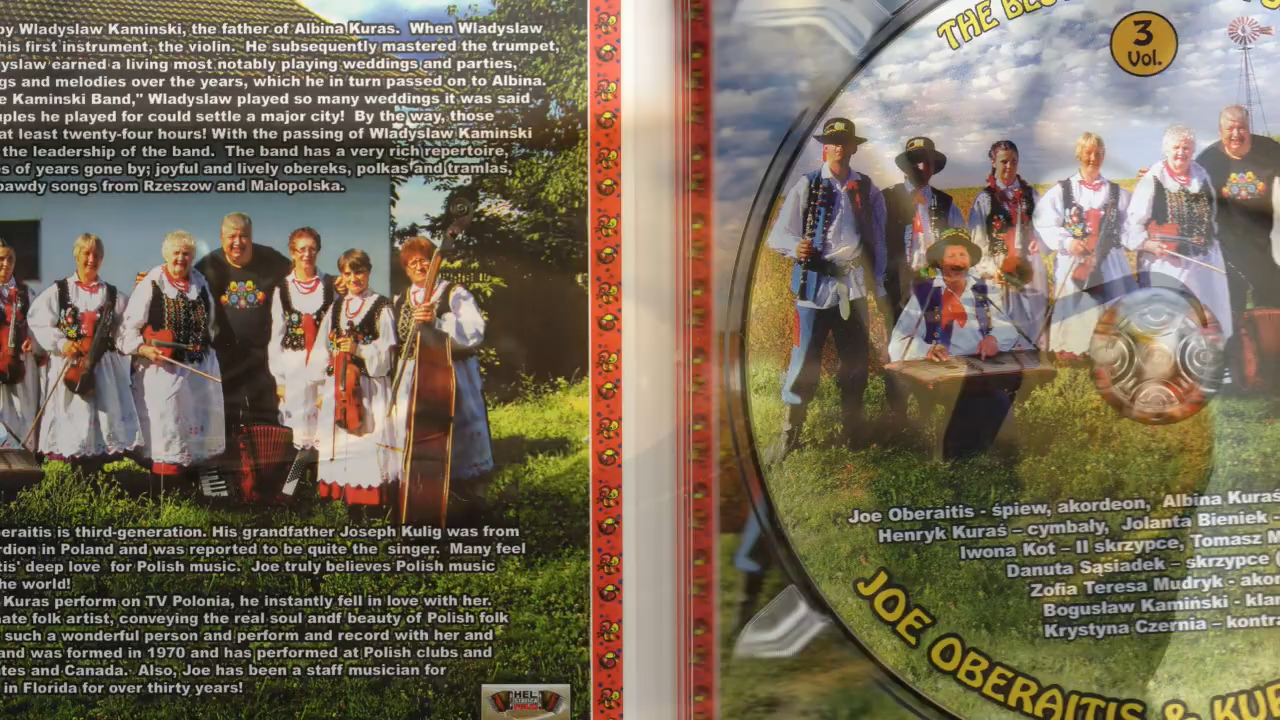 by Wladyslaw Kaminski, the father of Albina Kuras. When Wladyslaw
his first instrument, the violin. He subsequently mastered the trumpet,
yslaw earned a living most notably playing weddings and parties,
gs and melodies over the years, which he in turn passed on to Albina.
e Kaminski Band," Wladyslaw played so many weddings it was said
uples he played for could settle a major city! By the way, those
at least twenty-four hours! With the passing of Wladyslaw Kaminski
the leadership of the band. The band has a very rich repertoire,
s of years gone by; joyful and lively obereks, polkas and tramlas,
bawdy songs from Rzeszow and Malopolska.
beraitis is third-generation. His grandfather Joseph Kulig was from
rdion in Poland and was reported to be quite the singer. Many feel
tis' deep love for Polish music. Joe truly believes Polish music
he world!
Kuras perform on TV Polonia, he instantly fell in love with her.
nate folk artist, conveying the real soul andf beauty of Polish folk
such a wonderful person and perform and record with her and
and was formed in 1970 and has performed at Polish clubs and
tes and Canada. Also, Joe has been a staff musician for
in Florida for over thirty years!
HEL
THE BES
3
Vol.
Joe Oberaitis - śpiew, akordeon, Albina Kuras
Henryk Kuraś – cymbały, Jolanta Bieniek -
Iwona Kot – II skrzypce, Tomasz M
Danuta Sąsiadek – skrzypce
Zofia Teresa Mudryk - akor
Bogusław Kamiński - klar
Krystyna Czernia – kontra
JOE OBERAITIS & KUR